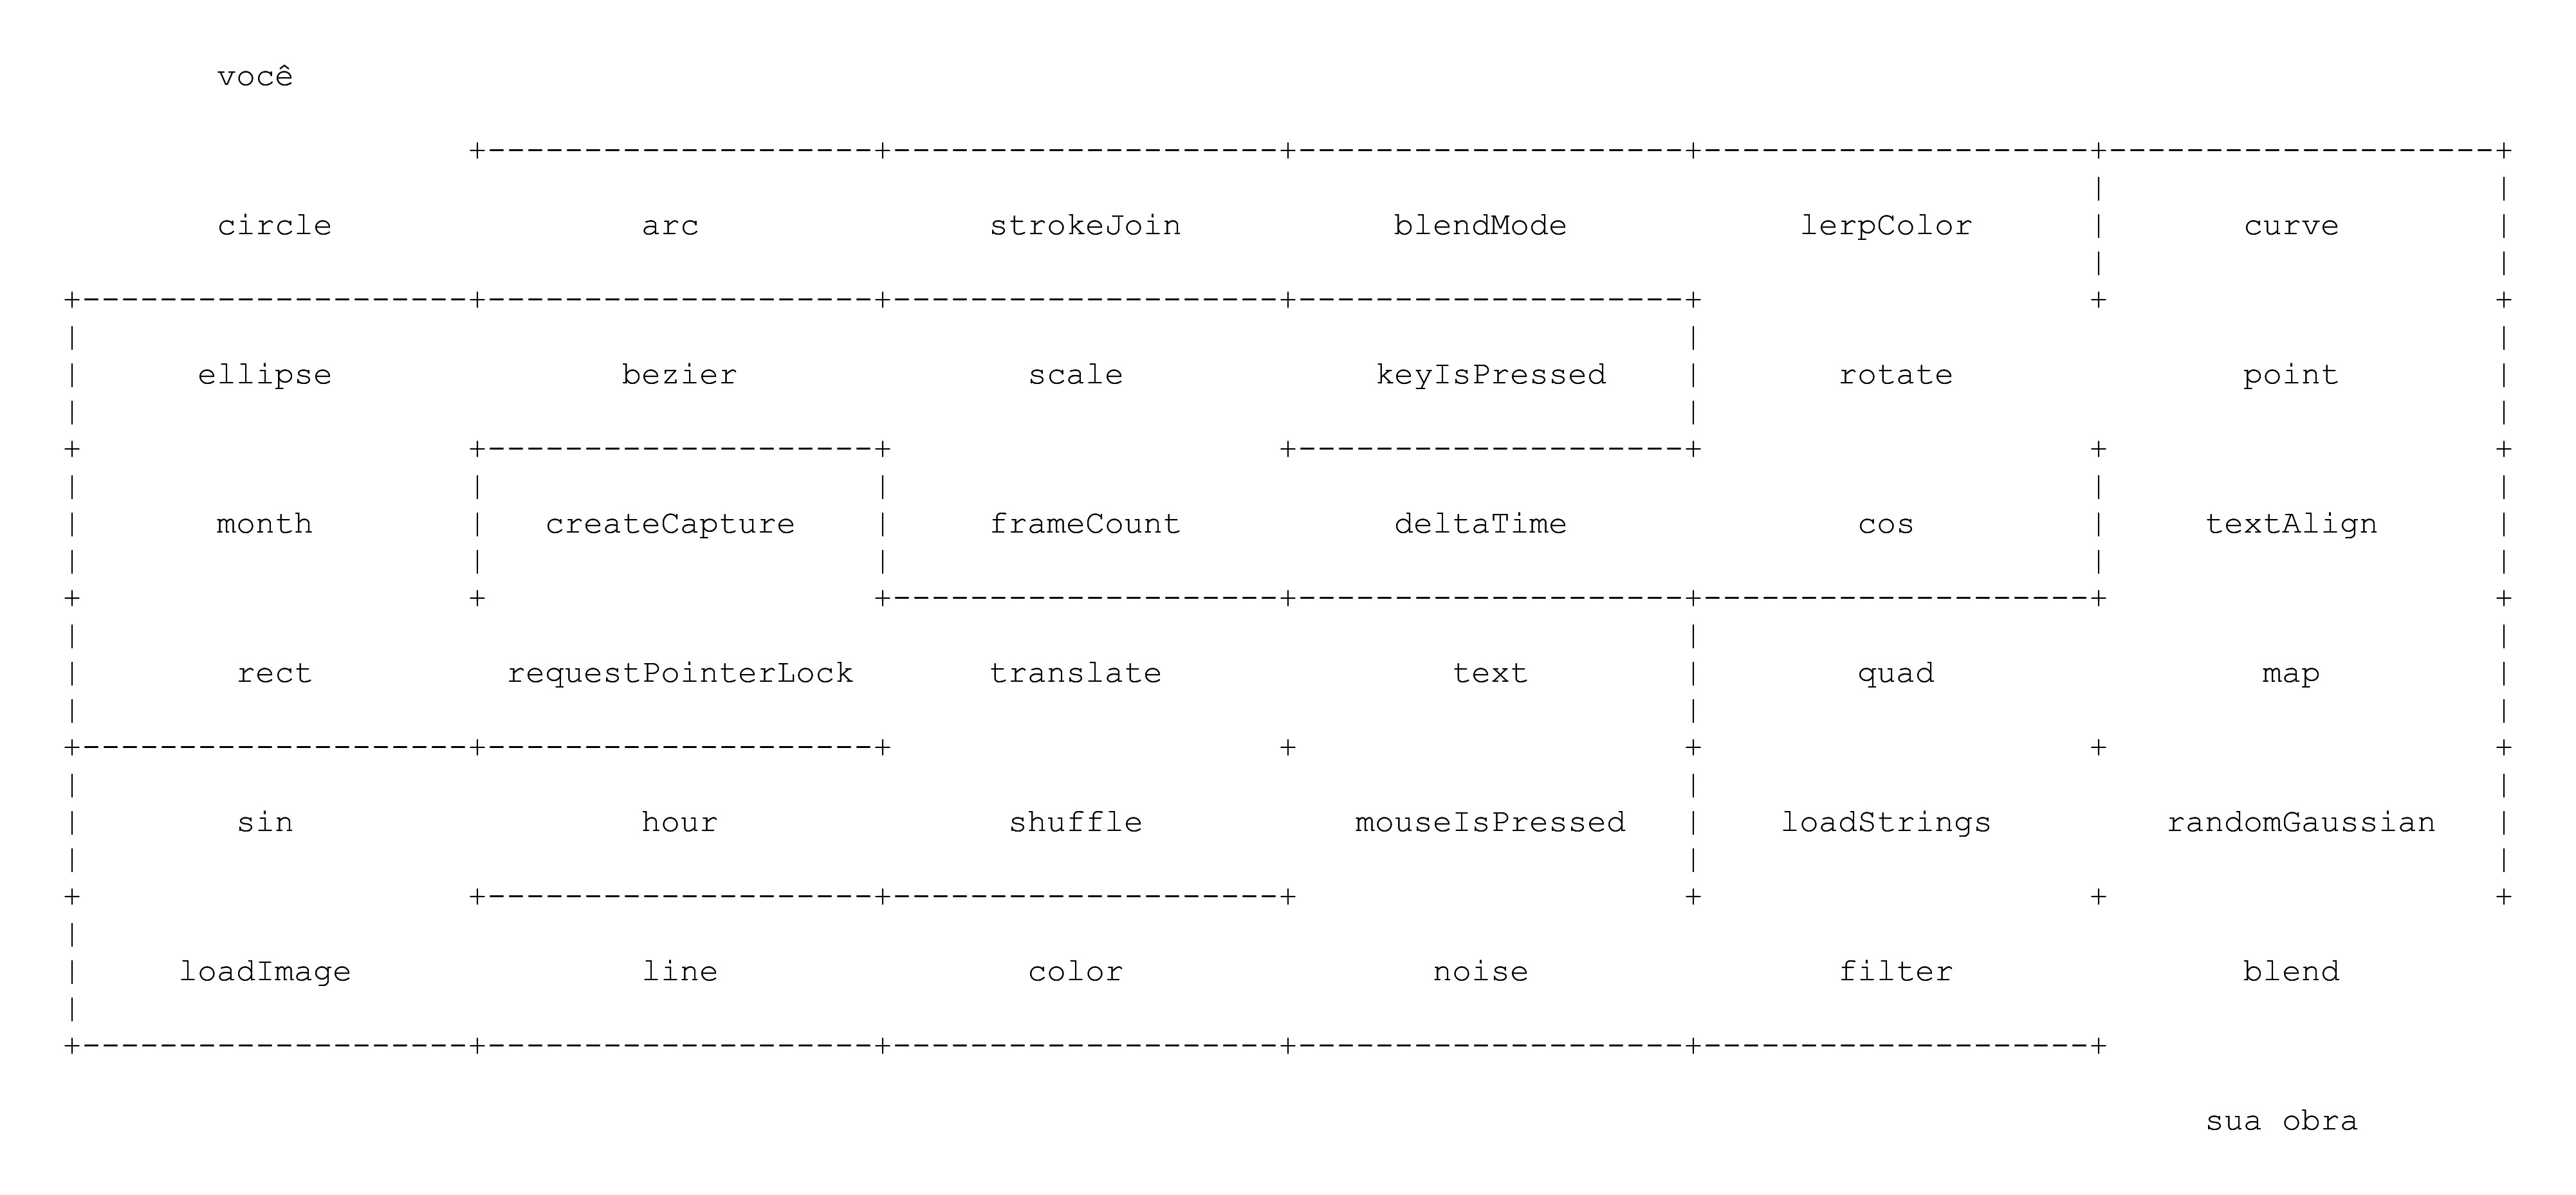 você
circle arc strokeJoin blendMode lerpColor curve
ellipse bezier scale keyIsPressed rotate point
month createCapture frameCount deltaTime cos textAlign
rect requestPointerLock translate text quad map
sin hour shuffle mouseIsPressed loadStrings randomGaussian
loadImage line color noise filter blend
sua obra